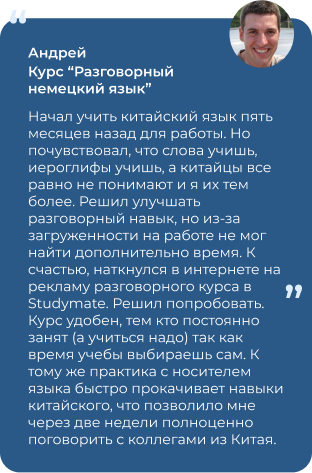 Андрей
Курс “Разговорный
немецкий язык”
Начал учить китайский язык пять
месяцев назад для работы. Но
почувствовал, что слова учишь,
иероглифы учишь, а китайцы все
равно не понимают и я их тем
более. Решил улучшать
разговорный навык, но из-за
загруженности на работе не мог
найти дополнительно время. К
счастью, наткнулся в интернете на
рекламу разговорного курса в
Studymate. Решил попробовать.
Курс удобен, тем кто постоянно
занят (а учиться надо) так как
время учебы выбираешь сам. К
тому же практика с носителем
языка быстро прокачивает навыки
китайского, что позволило мне
через две недели полноценно
поговорить с коллегами из Китая.